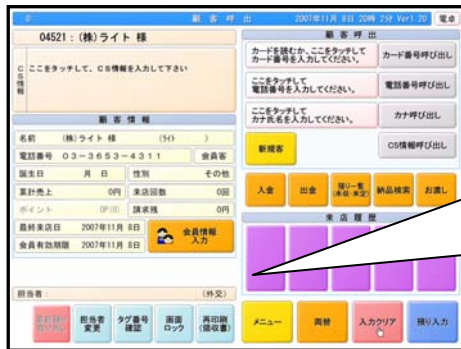 顧 客 呼 出 2007年11月 8日 20時 2分 Ver1.20 電卓
04521 : (株)ライト 様
CS情報
ここをタッチして、CS情報を入力して下さい
顧 客 情 報
名前 (株)ライト 様 (ﾗｲﾄ )
電話番号 03-3653-4311 会員客
誕生日 月 日 性別 その他
累計売上 0円 来店回数 0回
ポイント 0P(0) 請求残 0円
最終来店日 2007年11月 8日
会員有効期限 2007年11月 8日
会員情報
入力
担当者: (外交)
担当者
変更
タグ番号
確認
画面
ロック
再印刷
(領収書)
顧 客 呼 出
カードを読むか、ここをタッチして
カード番号を入力してください。
カード番号呼び出し
ここをタッチして
電話番号を入力してください。
電話番号呼び出し
ここをタッチして
カナ氏名を入力してください。
カナ呼び出し
新規客
CS情報呼び出し
入金
出金
残り一覧
(未収・未定)
納品検索
お渡し
来 店 履 歴
メニュー
両替
入力クリア
残り入力